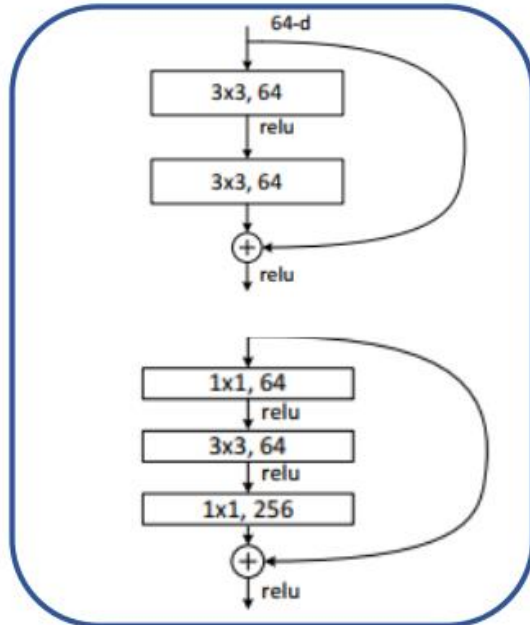 64-d
3x3, 64
relu
3x3, 64
relu
1x1, 64
relu
3x3, 64
relu
1x1, 256
relu